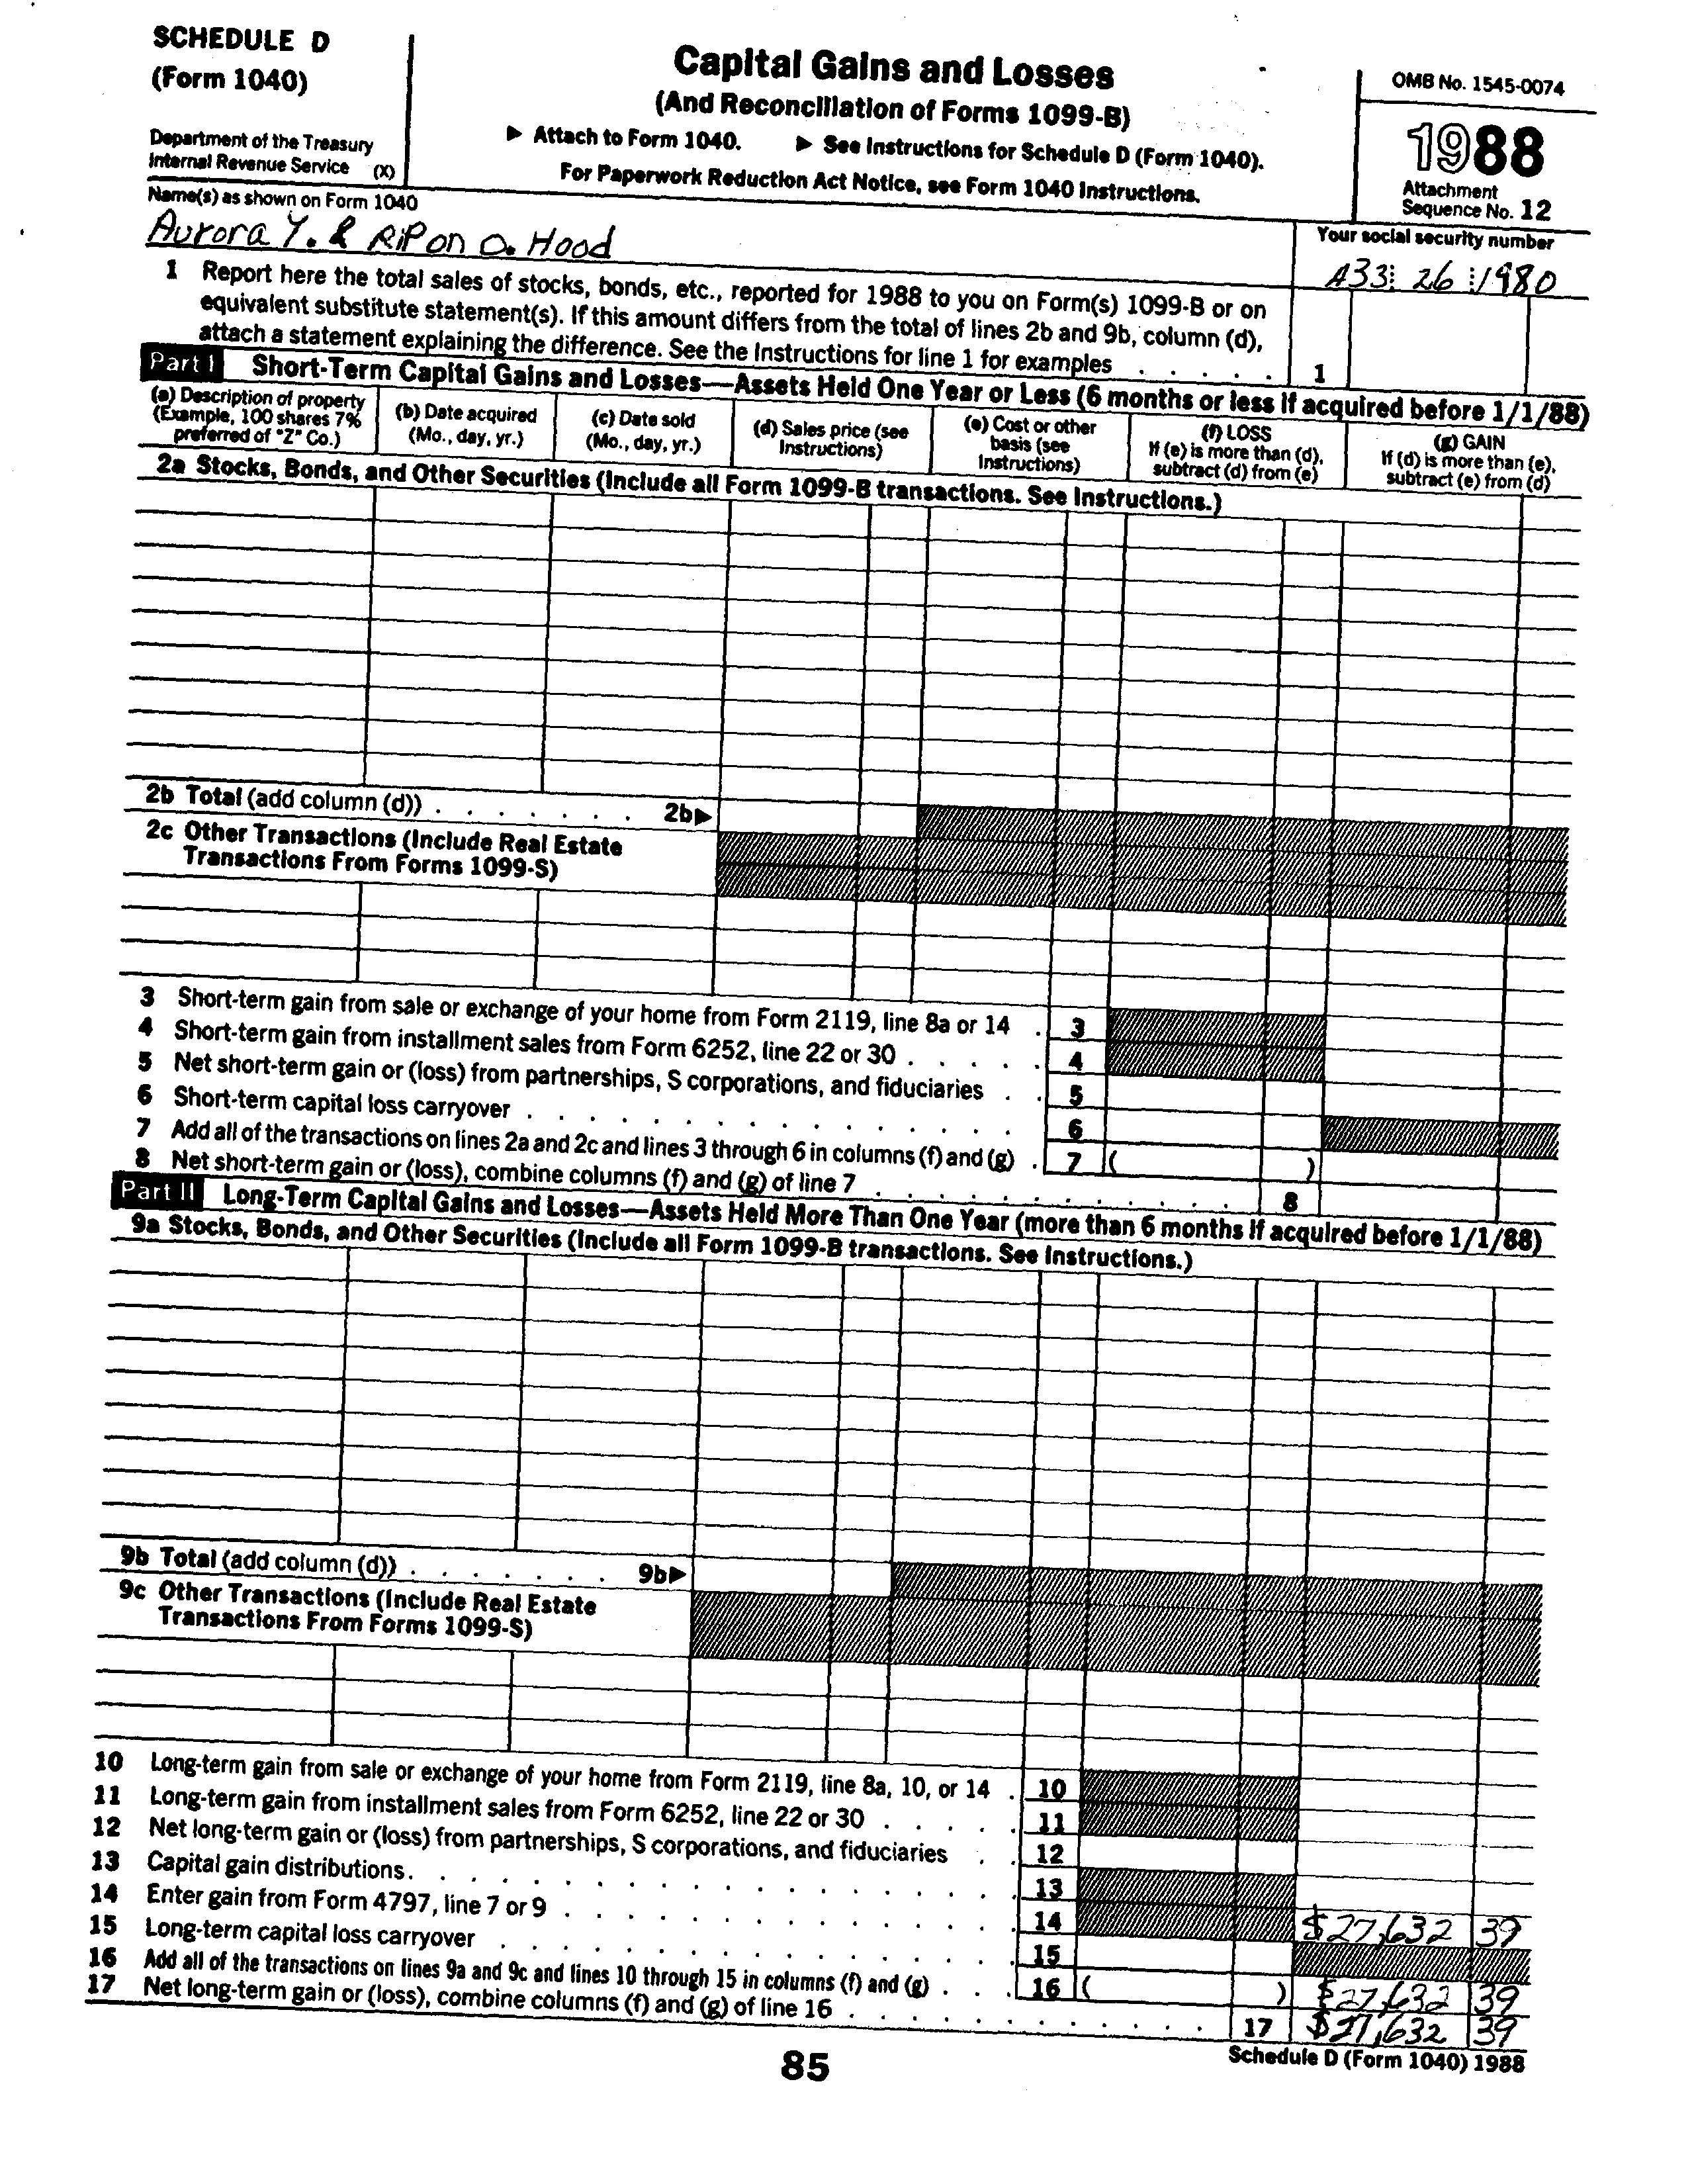 SCHEDULE D
(Form 1040)
Department of the Treasury
Internal Revenue Service (X)
Capital Gains and Losses
(And Reconciliation of Forms 1099-B)
▶ Attach to Form 1040. ▶ See Instructions for Schedule D (Form 1040).
For Paperwork Reduction Act Notice, see Form 1040 Instructions.
OMB No. 1545-0074
1988
Attachment
Sequence No. 12
Name(s) as shown on Form 1040
Aurora Y. & Ripon O. Hood
Your social security number
A33 26 1980
1 Report here the total sales of stocks, bonds, etc., reported for 1988 to you on Form(s) 1099-B or on
equivalent substitute statement(s). If this amount differs from the total of lines 2b and 9b, column (d),
attach a statement explaining the difference. See the Instructions for line 1 for examples . . . . . 1
Part I Short-Term Capital Gains and Losses—Assets Held One Year or Less (6 months or less if acquired before 1/1/88)
(a) Description of property
(Example, 100 shares 7%
preferred of "Z" Co.)
(b) Date acquired
(Mo., day, yr.)
(c) Date sold
(Mo., day, yr.)
(d) Sales price (see
Instructions)
(e) Cost or other
basis (see
Instructions)
(f) LOSS
If (e) is more than (d),
subtract (d) from (e)
(g) GAIN
If (d) is more than (e),
subtract (e) from (d)
2a Stocks, Bonds, and Other Securities (Include all Form 1099-B transactions. See Instructions.)
2b Total (add column (d)) . . . . . . . 2b▶
2c Other Transactions (Include Real Estate
Transactions From Forms 1099-S)
3 Short-term gain from sale or exchange of your home from Form 2119, line 8a or 14 . 3
4 Short-term gain from installment sales from Form 6252, line 22 or 30 . . . . . 4
5 Net short-term gain or (loss) from partnerships, S corporations, and fiduciaries . . 5
6 Short-term capital loss carryover . . . . . . . . . . . . . 6
7 Add all of the transactions on lines 2a and 2c and lines 3 through 6 in columns (f) and (g) . 7 ( )
8 Net short-term gain or (loss), combine columns (f) and (g) of line 7 . . . . . . . . . . . . 8
Part II Long-Term Capital Gains and Losses—Assets Held More Than One Year (more than 6 months if acquired before 1/1/88)
9a Stocks, Bonds, and Other Securities (Include all Form 1099-B transactions. See Instructions.)
9b Total (add column (d)) . . . . . . . 9b▶
9c Other Transactions (Include Real Estate
Transactions From Forms 1099-S)
10 Long-term gain from sale or exchange of your home from Form 2119, line 8a, 10, or 14 . 10
11 Long-term gain from installment sales from Form 6252, line 22 or 30 . . . . . 11
12 Net long-term gain or (loss) from partnerships, S corporations, and fiduciaries . . 12
13 Capital gain distributions. . . . . . . . . . . . . . . . 13
14 Enter gain from Form 4797, line 7 or 9 . . . . . . . . . . . . 14 $27,632 39
15 Long-term capital loss carryover . . . . . . . . . . . . . . 15
16 Add all of the transactions on lines 9a and 9c and lines 10 through 15 in columns (f) and (g) . . . 16 ( ) $27,632 39
17 Net long-term gain or (loss), combine columns (f) and (g) of line 16 . . . . . . . . . . . . . 17 $27,632 39
85
Schedule D (Form 1040) 1988